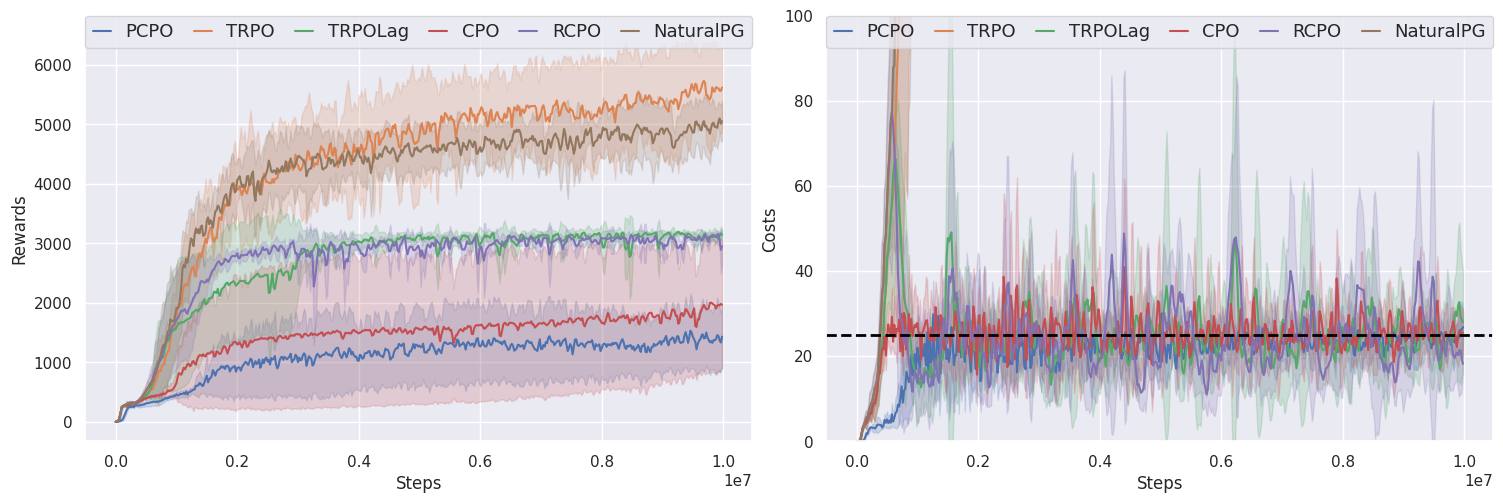 PCPO TRPO TRPOLag CPO RCPO NaturalPG
6000
5000
4000
3000
2000
1000
0
Rewards
0.0 0.2 0.4 0.6 0.8 1.0
1e7
Steps
PCPO TRPO TRPOLag CPO RCPO NaturalPG
100
80
60
40
20
0
Costs
0.0 0.2 0.4 0.6 0.8 1.0
1e7
Steps